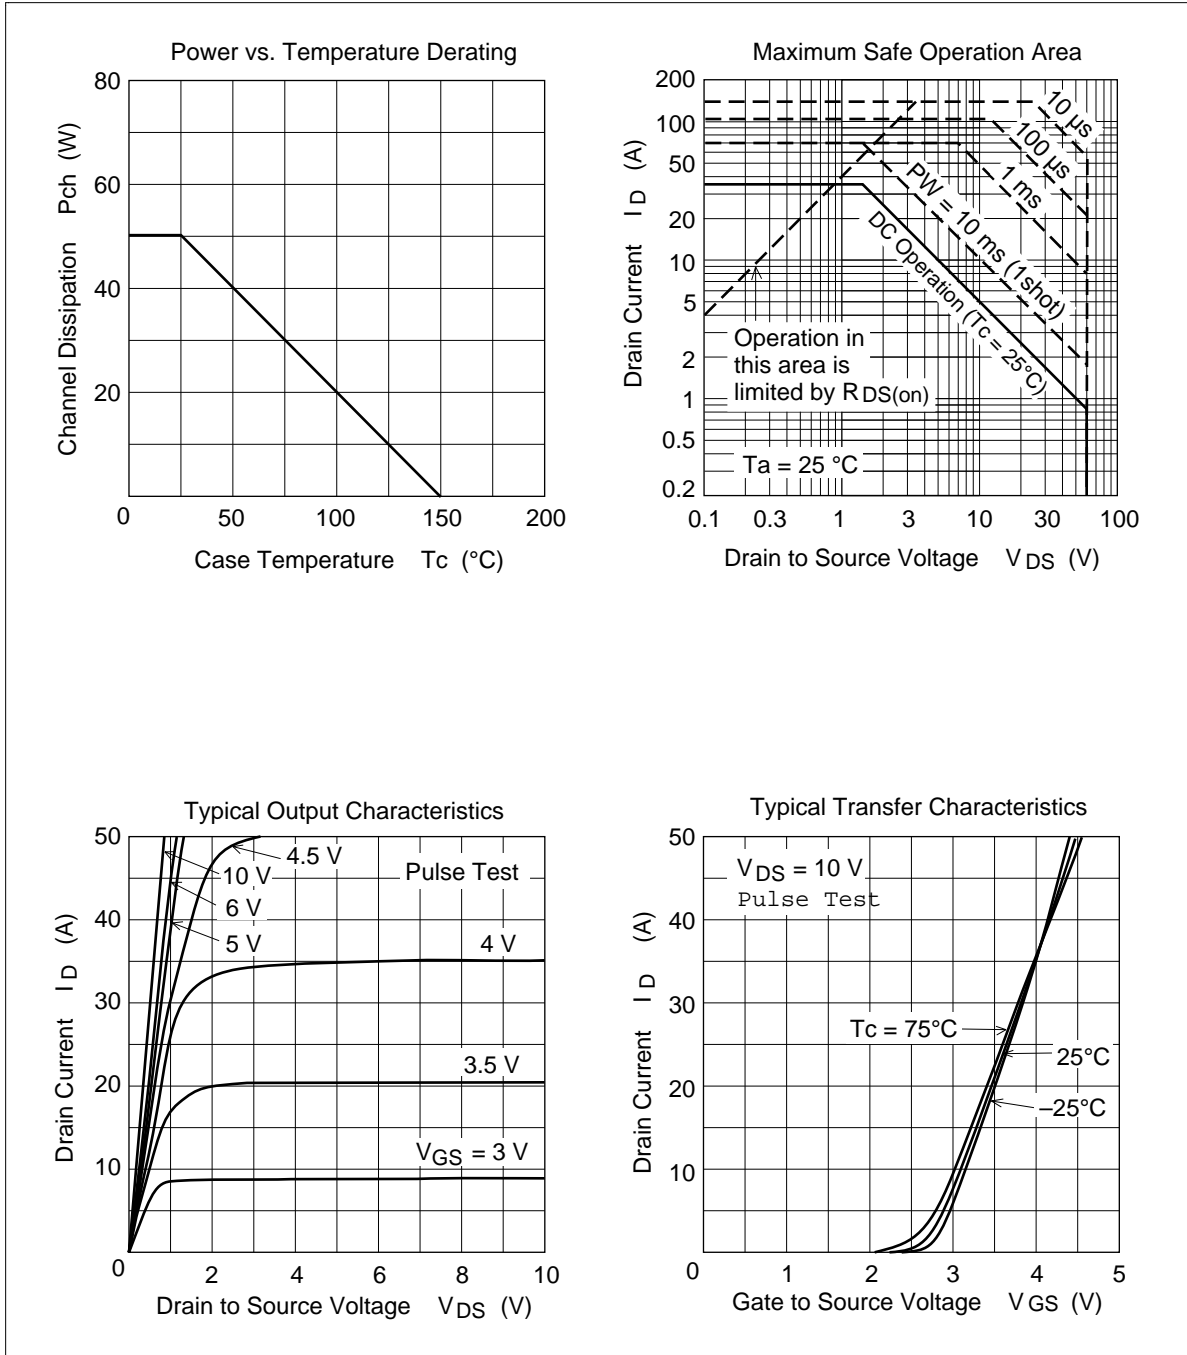 Power vs. Temperature Derating
80
60
40
20
0
50
100
150
200
Channel Dissipation Pch (W)
Case Temperature Tc (°C)
Maximum Safe Operation Area
200
100
50
20
10
5
2
1
0.5
0.2
0.1
0.3
1
3
10
30
100
Drain Current I D (A)
Drain to Source Voltage V DS (V)
10 µs
100 µs
1 ms
PW = 10 ms (1shot)
DC Operation (Tc = 25°C)
Operation in
this area is
limited by R DS(on)
Ta = 25 °C
Typical Output Characteristics
50
40
30
20
10
0
2
4
6
8
10
Drain Current I D (A)
Drain to Source Voltage V DS (V)
10 V
6 V
5 V
4.5 V
Pulse Test
4 V
3.5 V
VGS = 3 V
Typical Transfer Characteristics
50
40
30
20
10
0
1
2
3
4
5
Drain Current I D (A)
Gate to Source Voltage V GS (V)
V DS = 10 V
Pulse Test
Tc = 75°C
25°C
–25°C